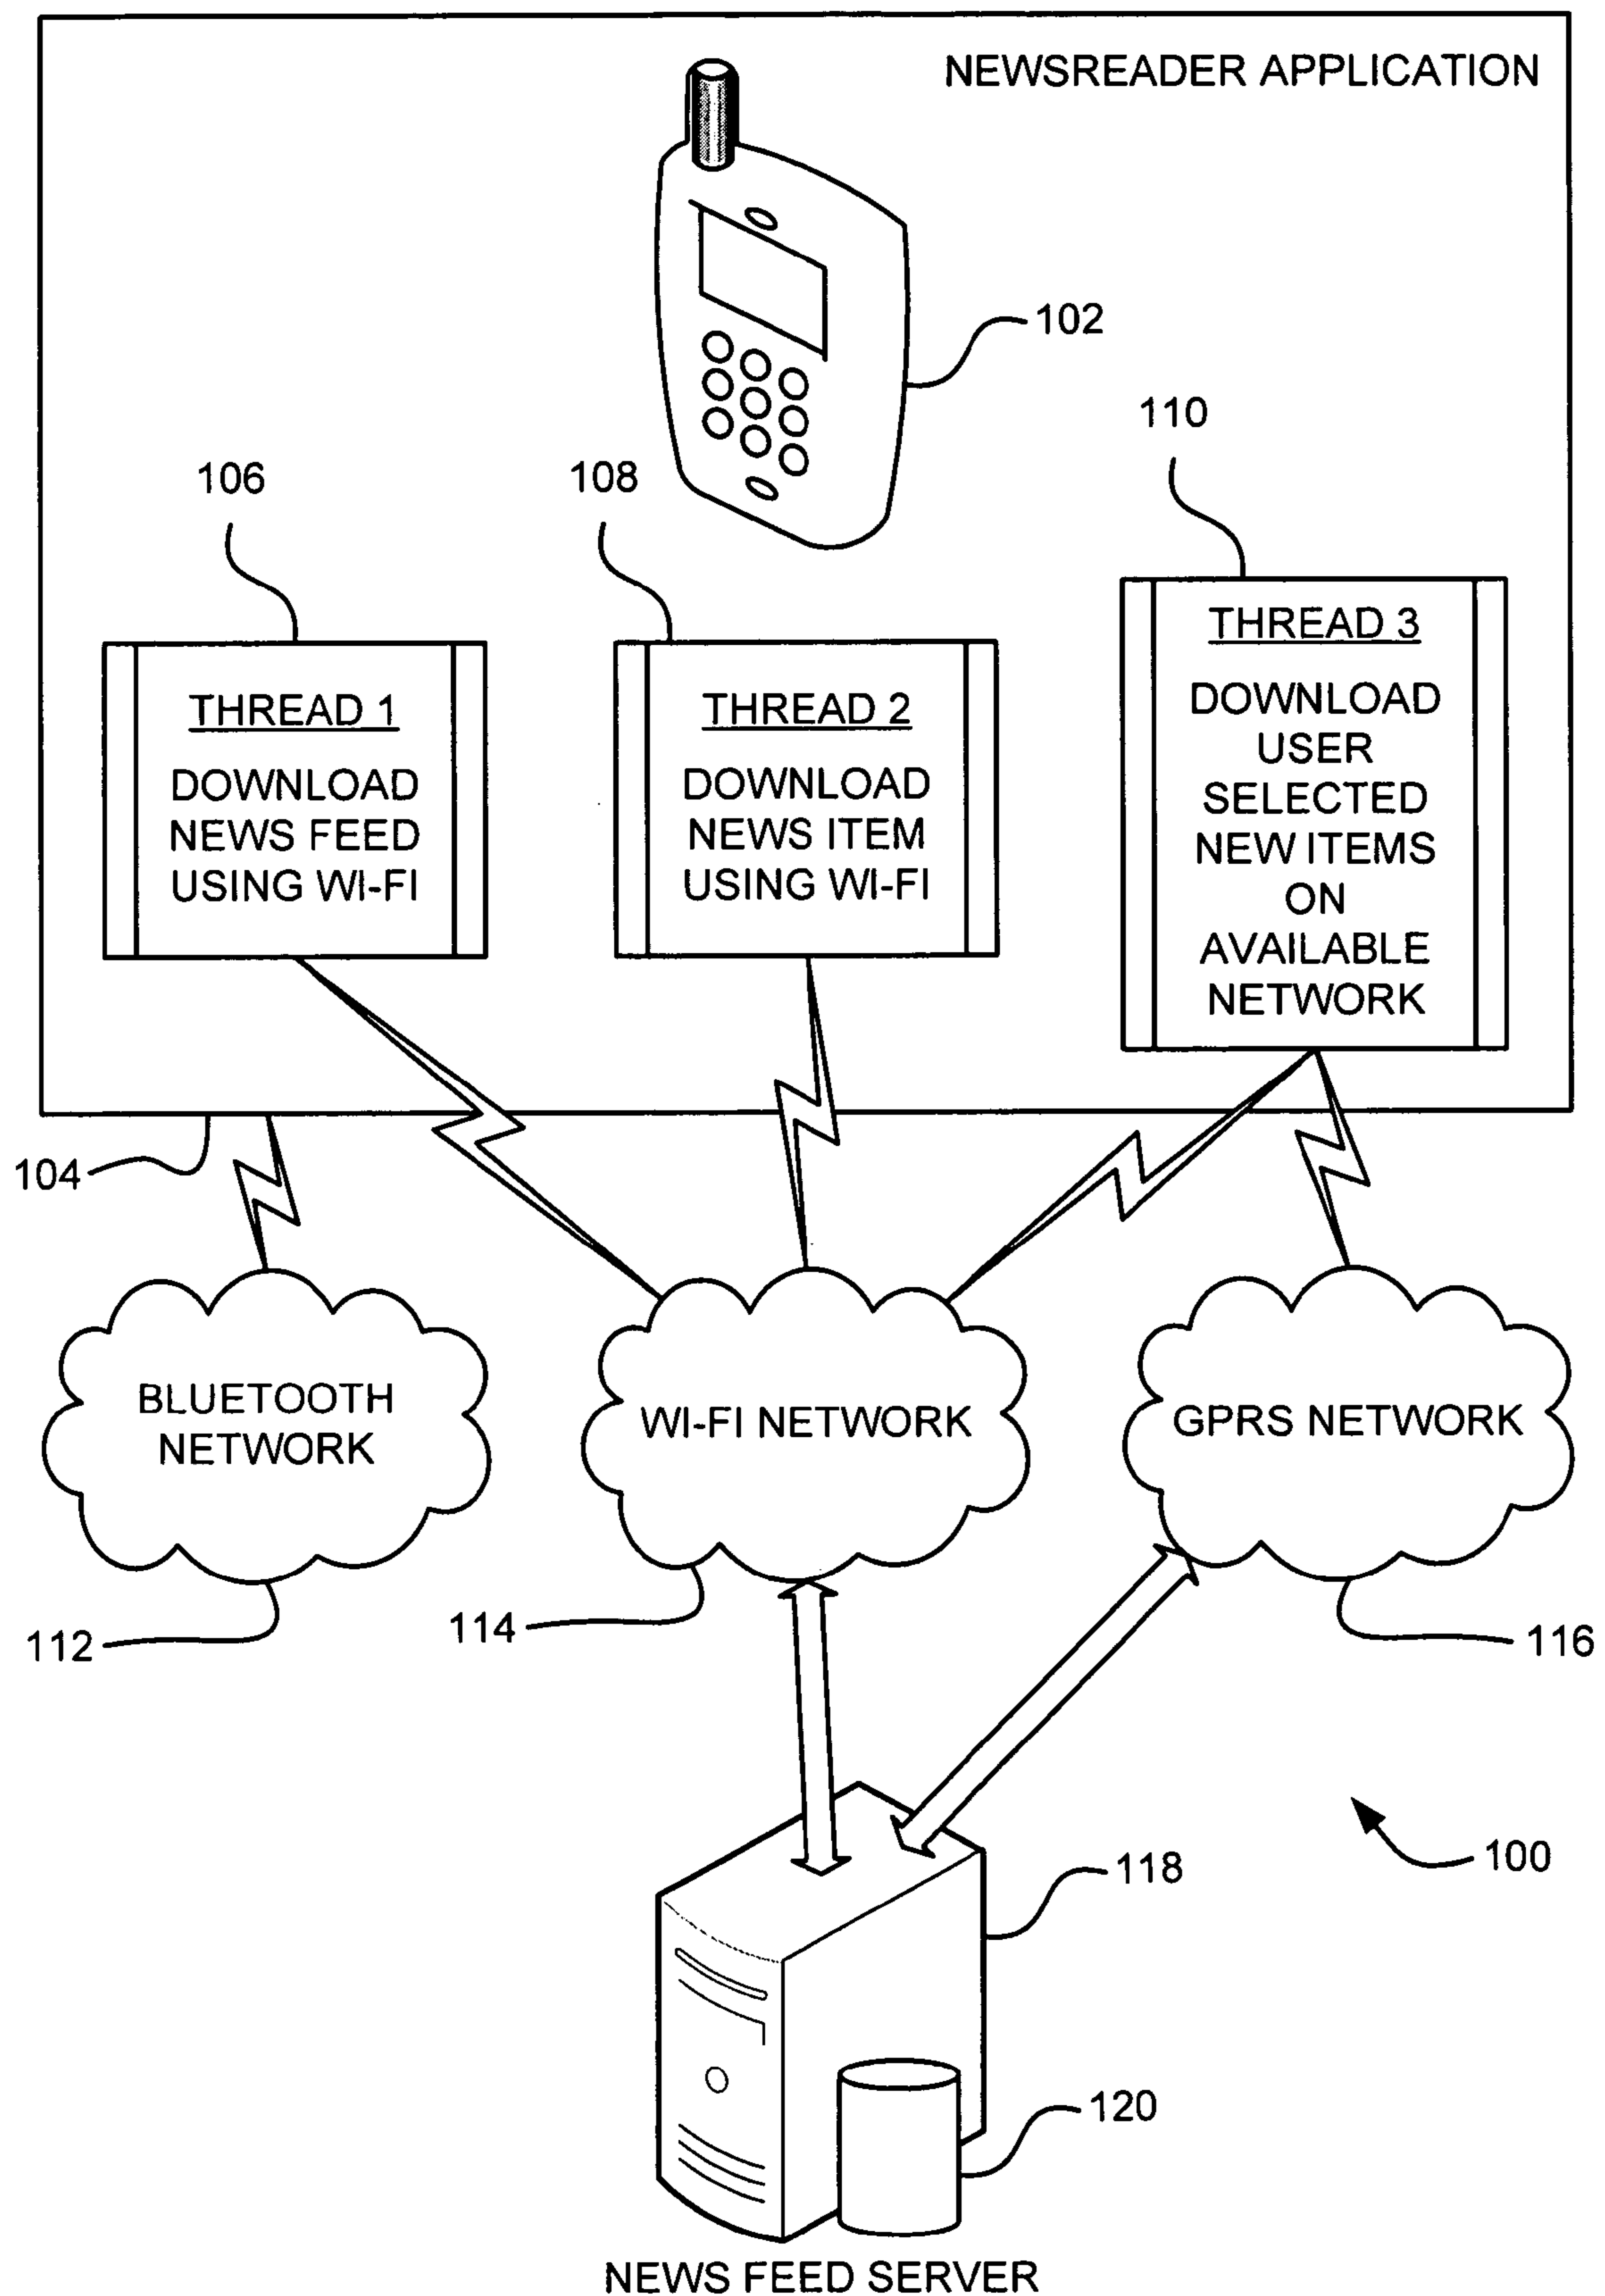 NEWSREADER APPLICATION
102
110
106
108
THREAD 1
DOWNLOAD
NEWS FEED
USING WI-FI
THREAD 2
DOWNLOAD
NEWS ITEM
USING WI-FI
THREAD 3
DOWNLOAD
USER
SELECTED
NEW ITEMS
ON
AVAILABLE
NETWORK
104
BLUETOOTH
NETWORK
WI-FI NETWORK
GPRS NETWORK
112
114
116
118
100
120
NEWS FEED SERVER